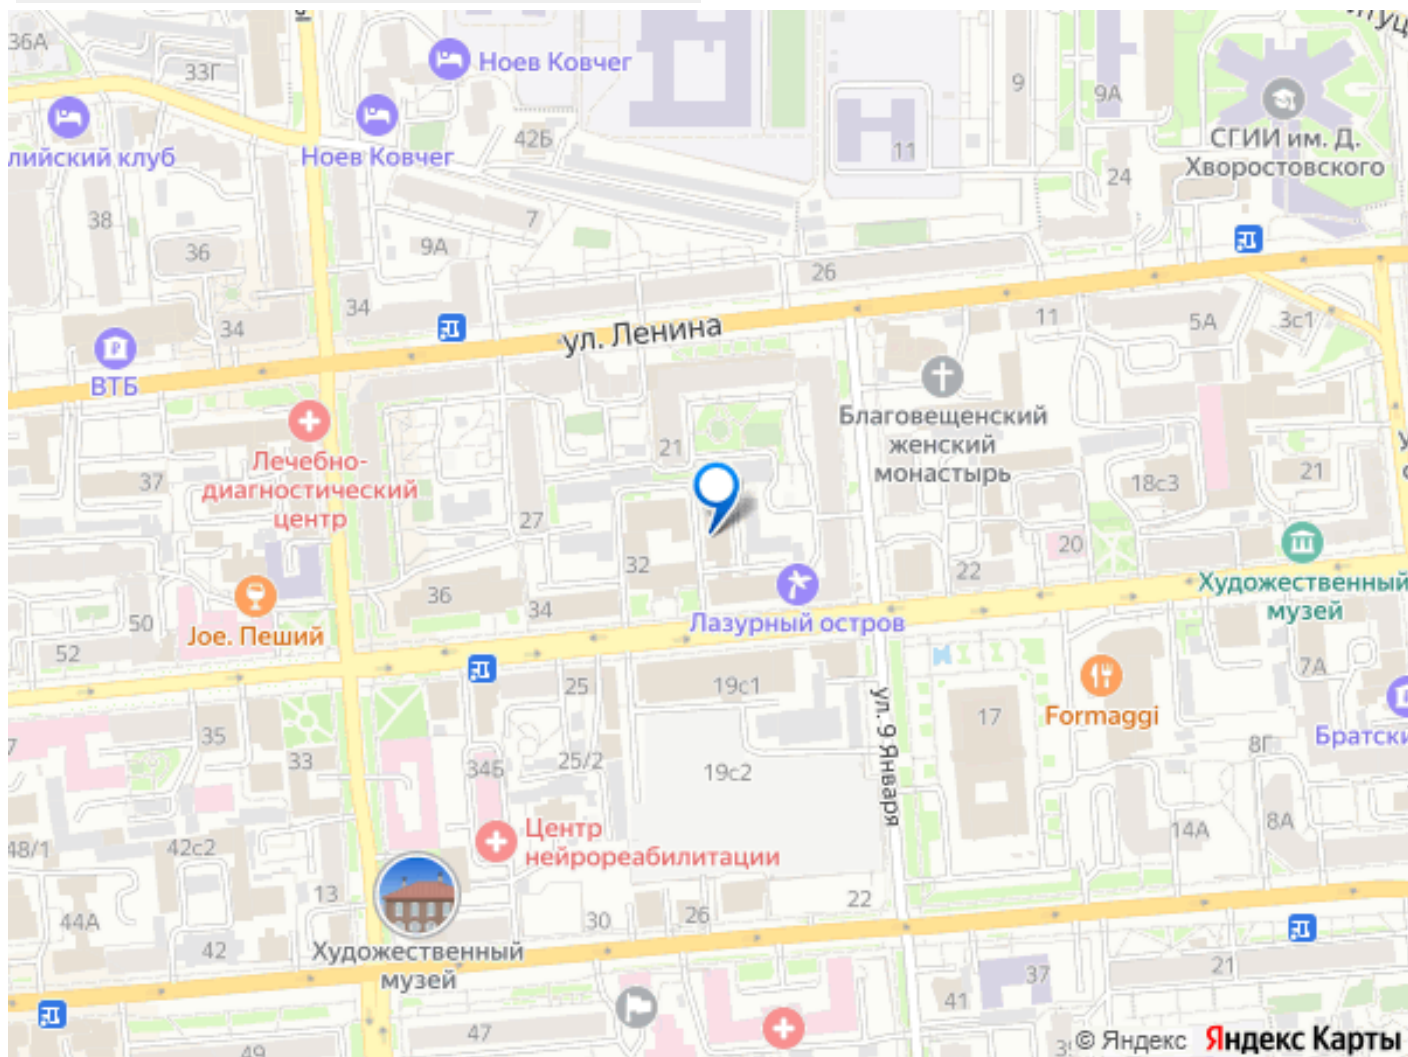 36А
33Г
Ноев Ковчег
9
9А
СГИИ им. Д.
Хворостовского
лийский клуб
Ноев Ковчег
42Б
11
24
38
7
36
9А
26
34
34
ул. Ленина
11
5А
3с1
ВТБ
Благовещенский
женский
монастырь
21
Лечебно-
диагностический
центр
37
27
18с3
21
32
20
22
Художественный
музей
36
34
50
Joe. Пеший
Лазурный остров
52
25
19с1
7А
ул. 9 Января
17
Formaggi
Братски
7
35
33
34Б
25/2
19с2
8Г
14А
8А
48/1
42с2
Центр
нейрореабилитации
13
44А
42
30
26
22
Художественный
музей
37
21
41
47
49
© Яндекс Яндекс Карты